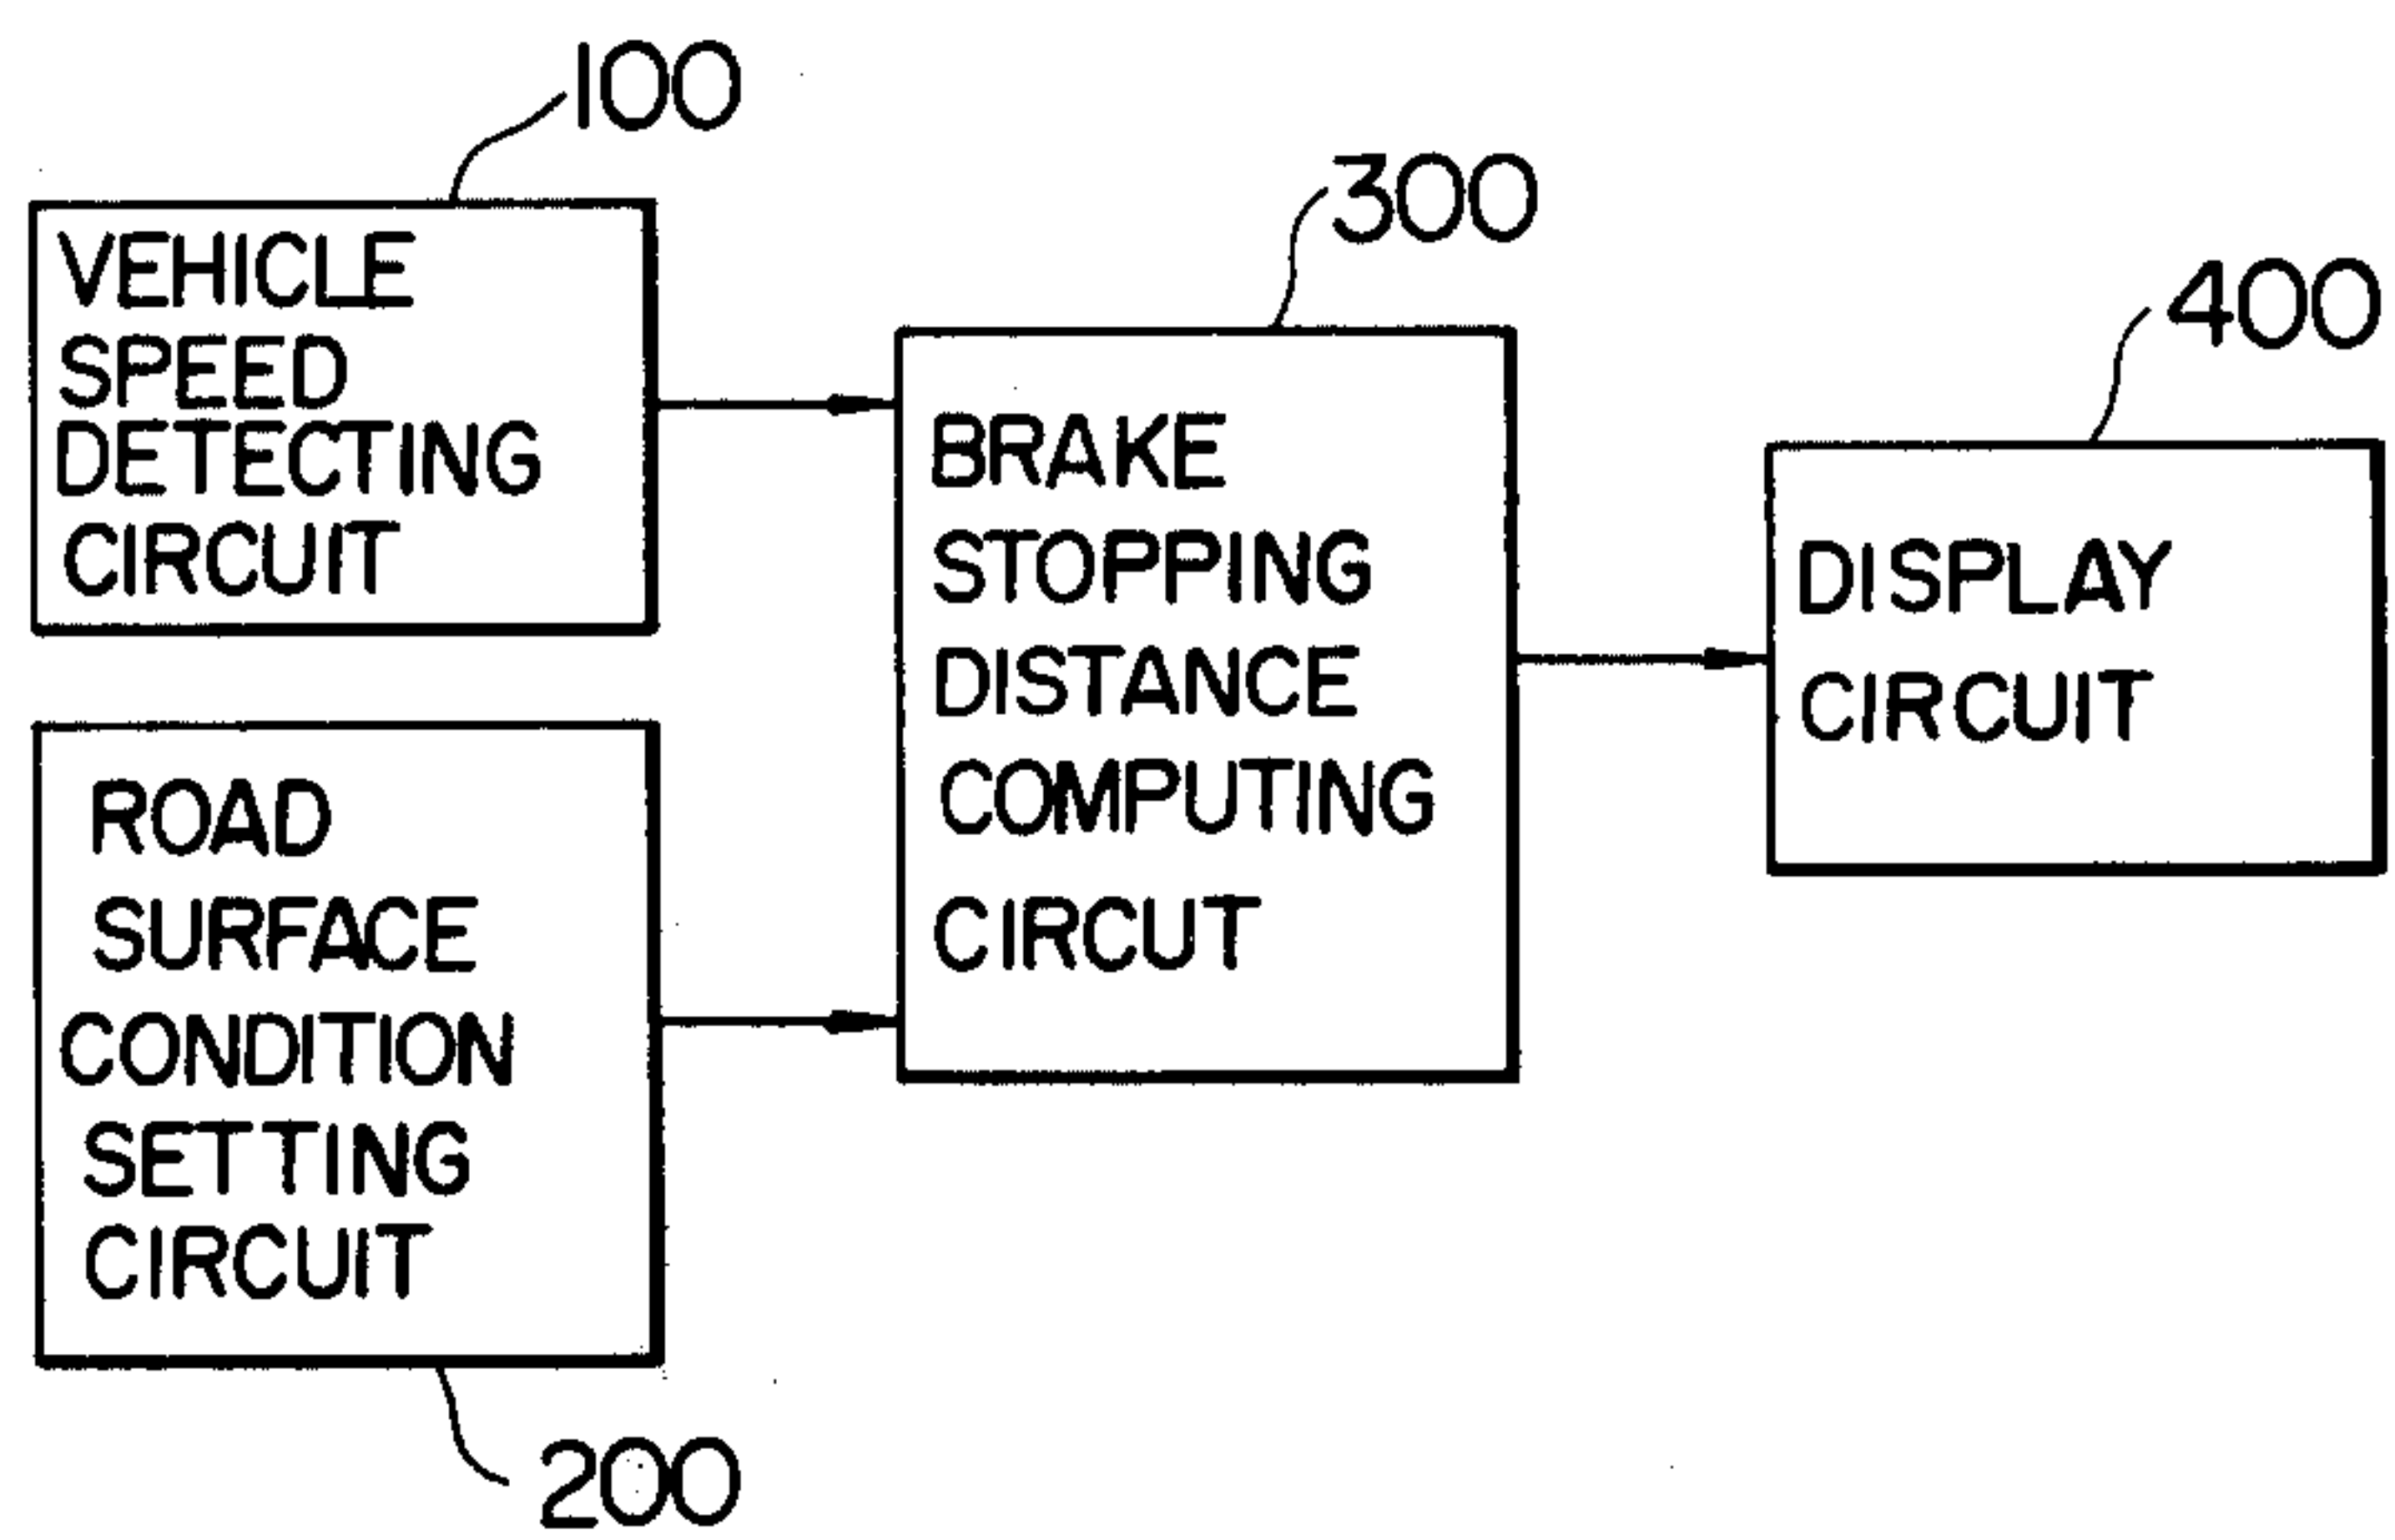 100
VEHICLE
SPEED
DETECTING
CIRCUIT
300
BRAKE
STOPPING
DISTANCE
COMPUTING
CIRCUT
400
DISPLAY
CIRCUIT
ROAD
SURFACE
CONDITION
SETTING
CIRCUIT
200